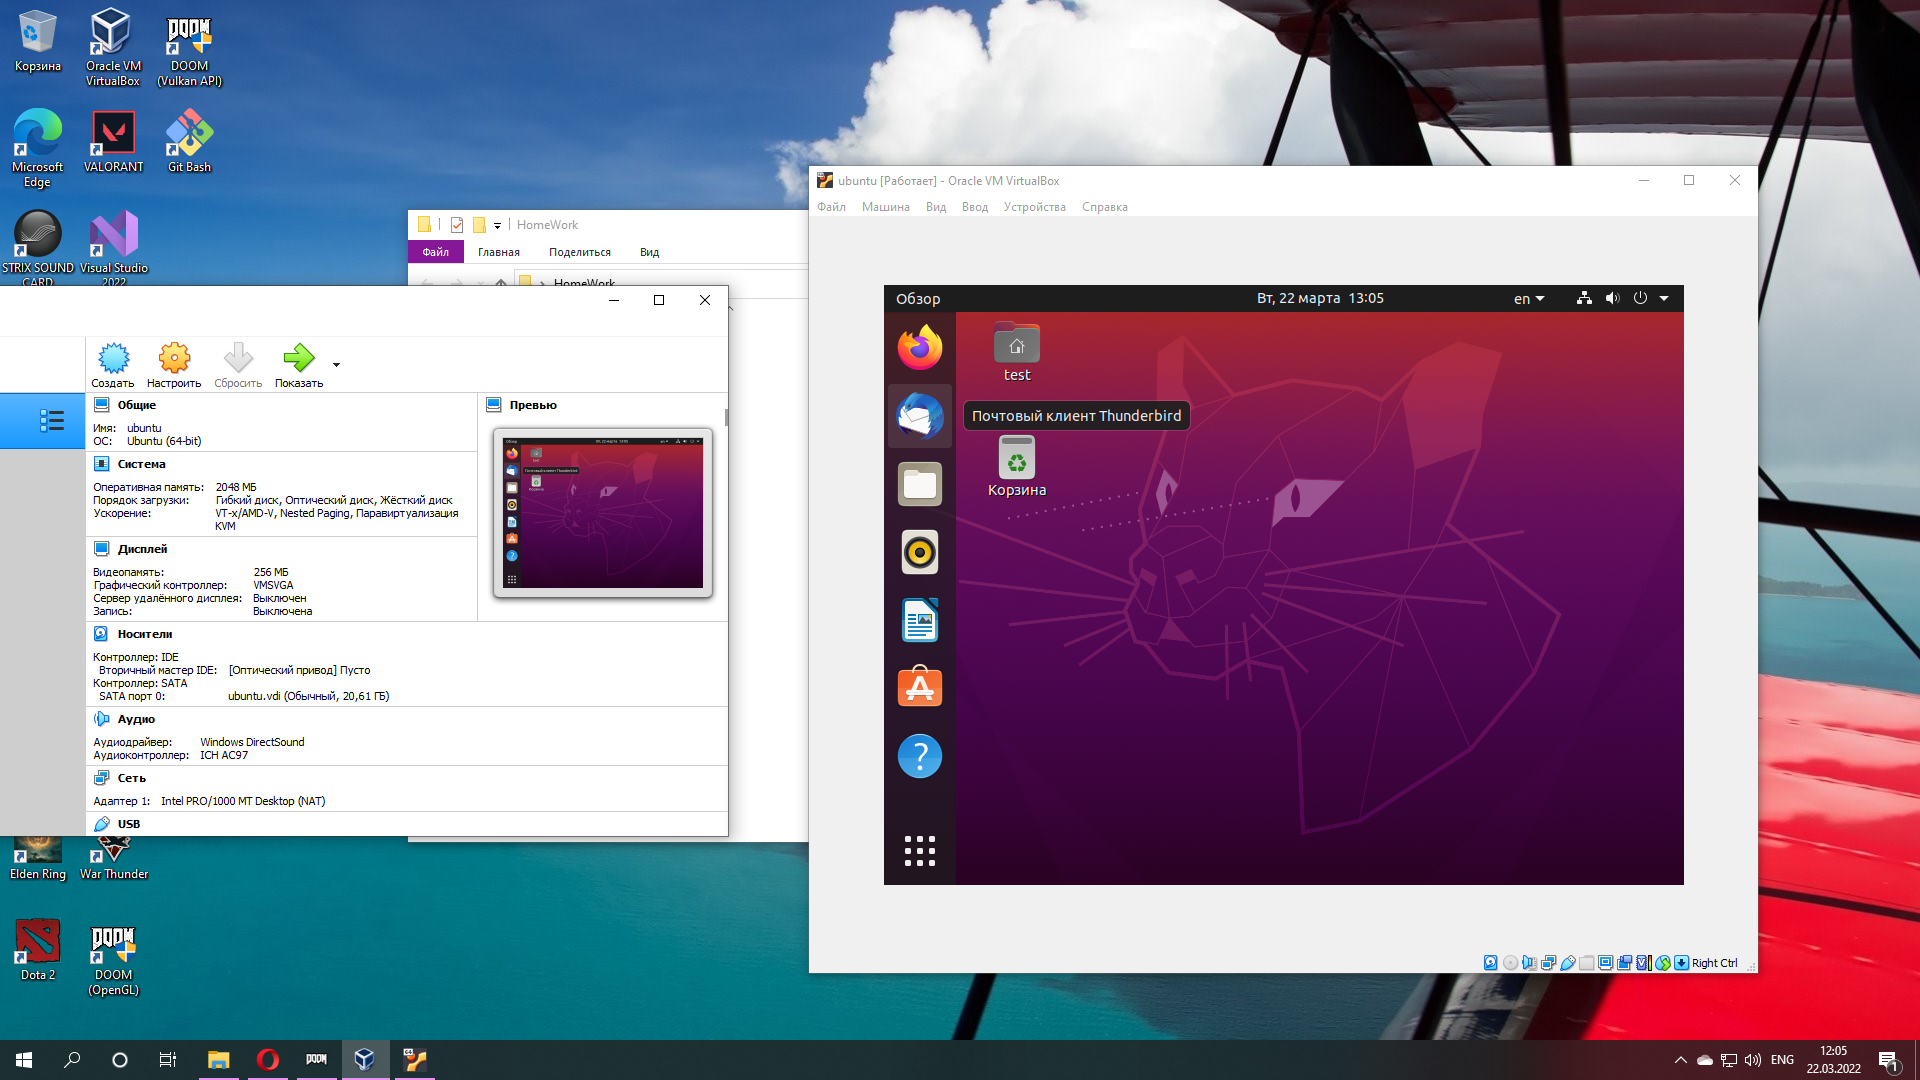 Корзина
Oracle VM
VirtualBox
DOOM
(Vulkan API)
Microsoft
Edge
VALORANT
Git Bash
STRIX SOUND
CARD
Visual Studio
2022
HomeWork
Файл
Главная
Поделиться
Вид
HomeWork
Создать
Настроить
Сбросить
Показать
Общие
Имя: ubuntu
ОС: Ubuntu (64-bit)
Система
Оперативная память: 2048 МБ
Порядок загрузки: Гибкий диск, Оптический диск, Жёсткий диск
Ускорение: VT-x/AMD-V, Nested Paging, Паравиртуализация
KVM
Дисплей
Видеопамять: 256 МБ
Графический контроллер: VMSVGA
Сервер удалённого дисплея: Выключен
Запись: Выключена
Носители
Контроллер: IDE
Вторичный мастер IDE: [Оптический привод] Пусто
Контроллер: SATA
SATA порт 0: ubuntu.vdi (Обычный, 20,61 ГБ)
Аудио
Аудиодрайвер: Windows DirectSound
Аудиоконтроллер: ICH AC97
Сеть
Адаптер 1: Intel PRO/1000 MT Desktop (NAT)
USB
Превью
ubuntu [Работает] - Oracle VM VirtualBox
Файл
Машина
Вид
Ввод
Устройства
Справка
Обзор
Вт, 22 марта 13:05
en
test
Почтовый клиент Thunderbird
Корзина
Right Ctrl
Elden Ring
War Thunder
Dota 2
DOOM
(OpenGL)
ENG
12:05
22.03.2022
1